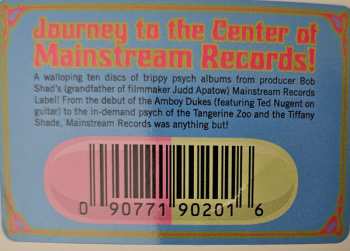 Journey to the Center of
Mainstream Records!
A walloping ten discs of trippy psych albums from producer Bob
Shad's (grandfather of filmmaker Judd Apatow) Mainstream Records
Label! From the debut of the Amboy Dukes (featuring Ted Nugent on
guitar) to the in-demand psych of the Tangerine Zoo and the Tiffany
Shade, Mainstream Records was anything but!
0 90771 90201 6